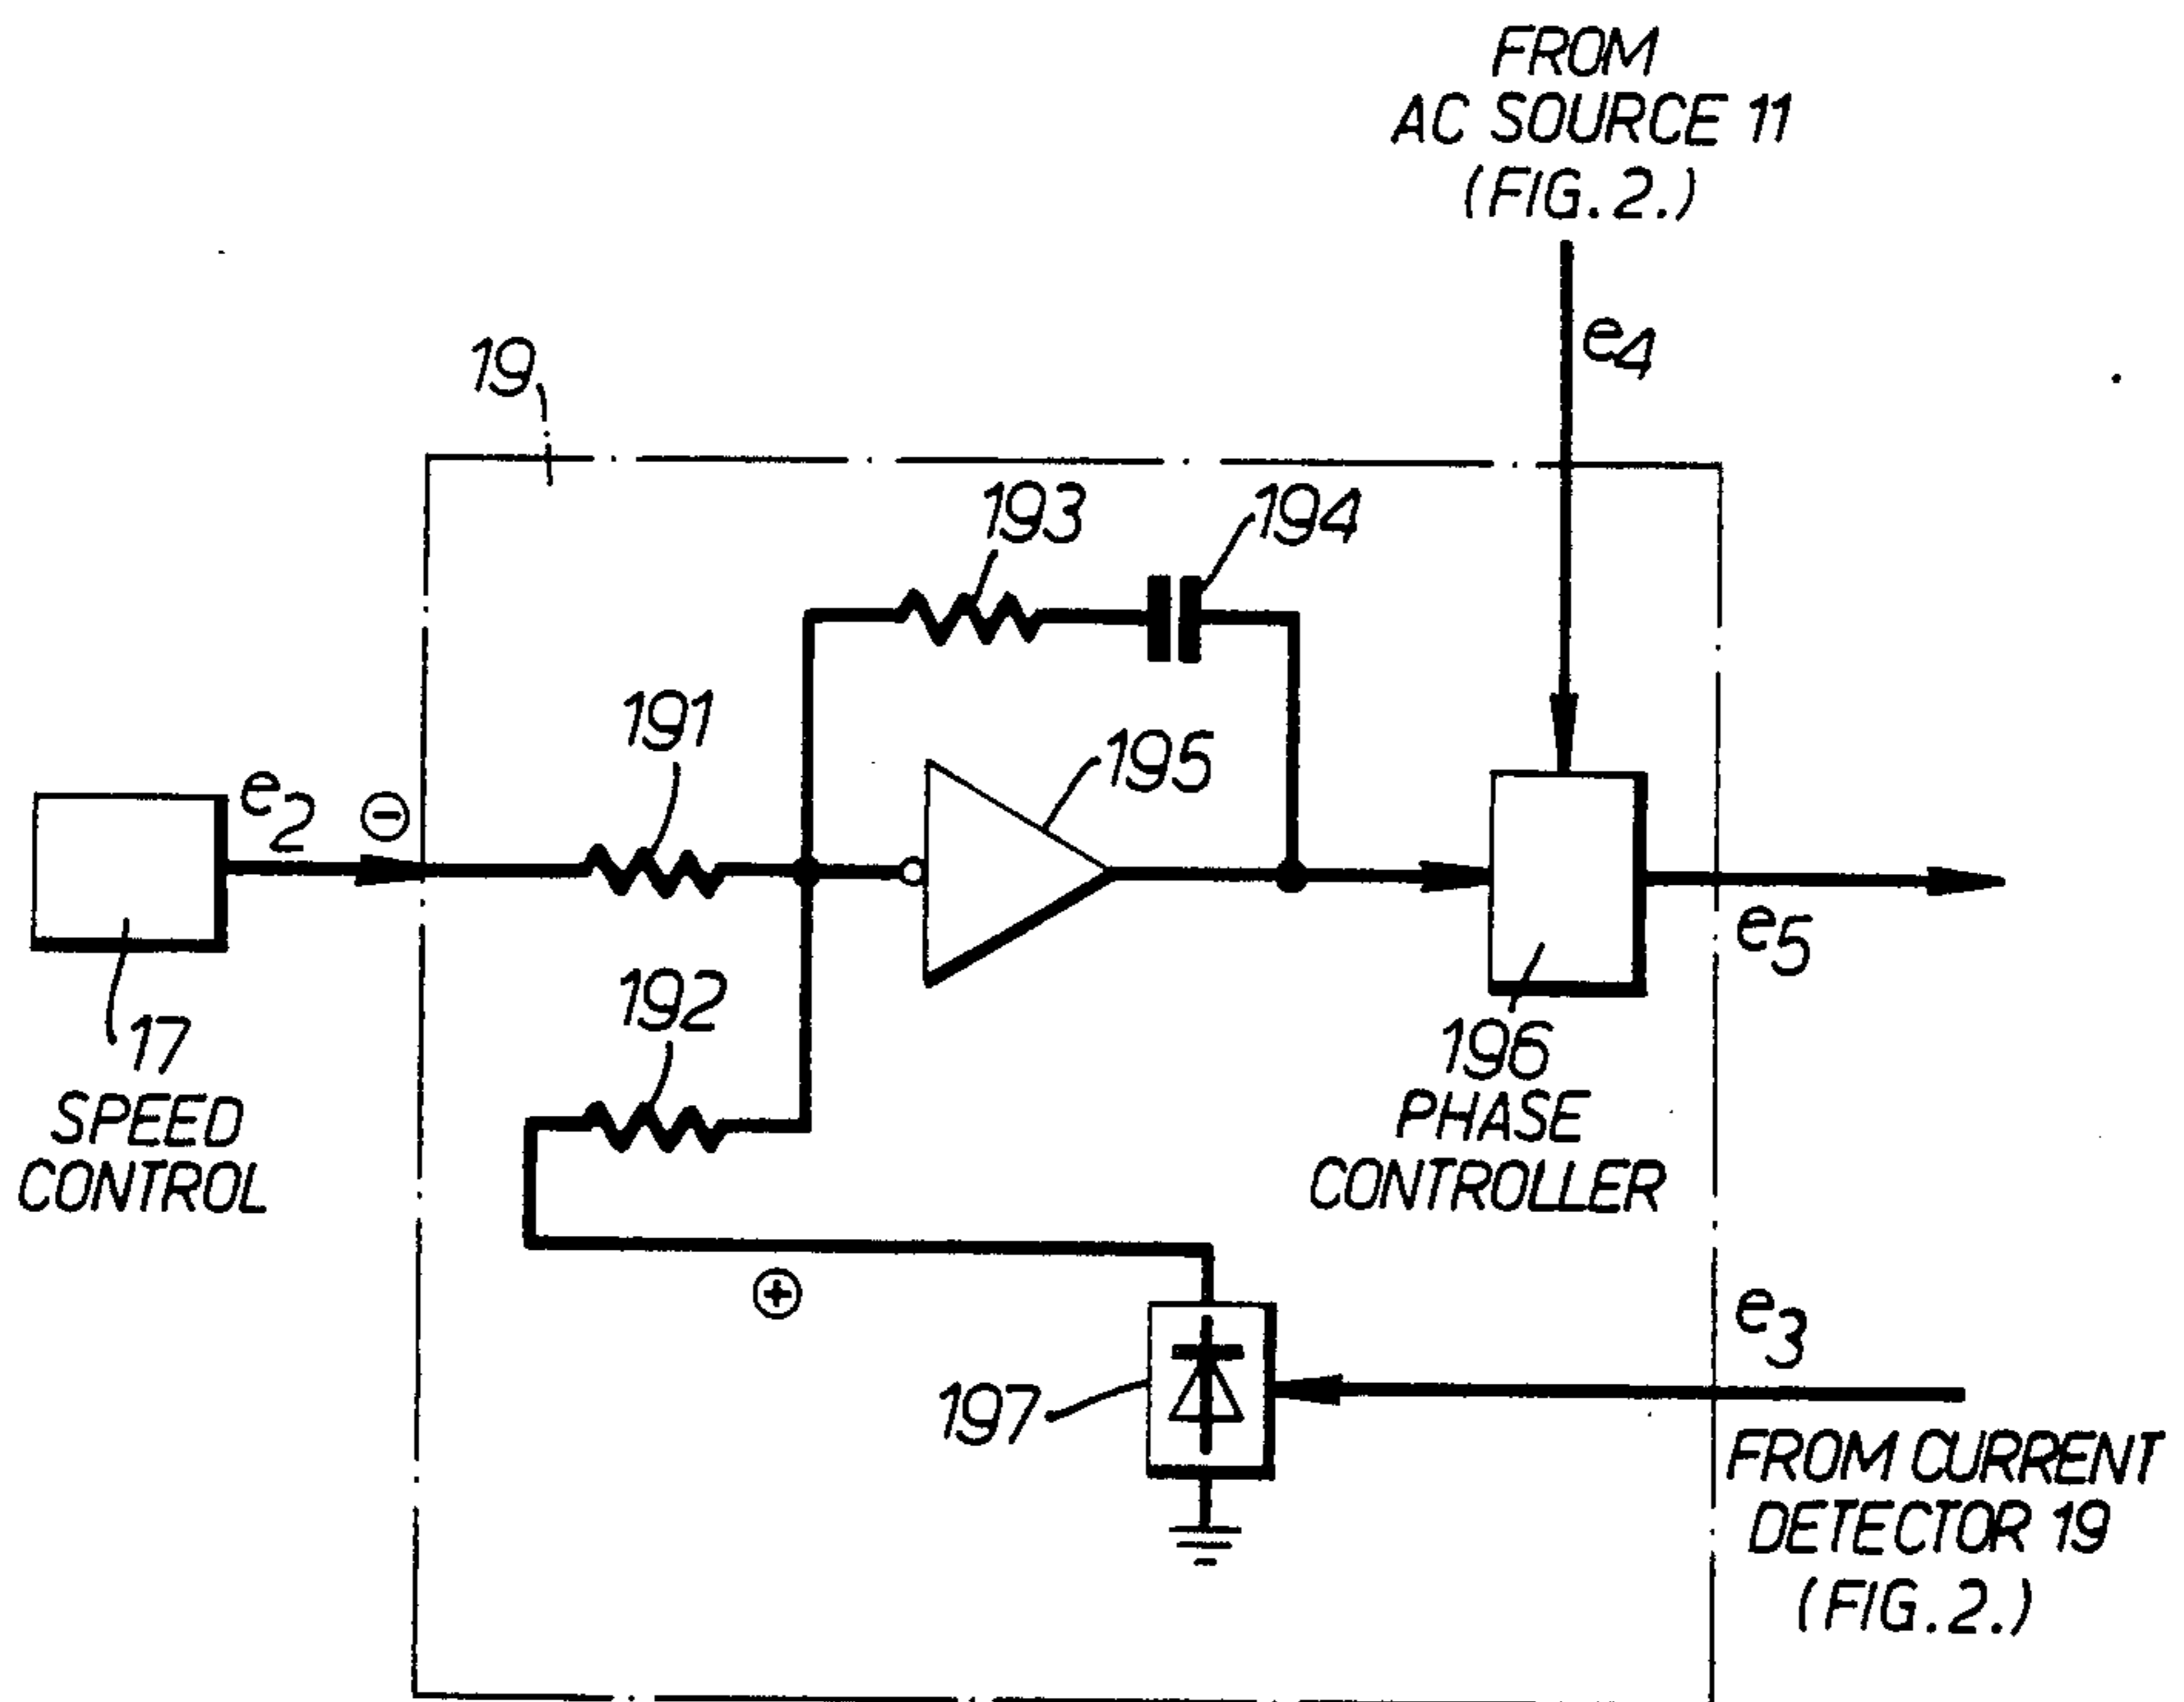 FROM
AC SOURCE 11
(FIG. 2.)
e4
19
193
194
191
195
e2
⊖
17
SPEED
CONTROL
192
196
PHASE
CONTROLLER
e5
⊕
197
e3
FROM CURRENT
DETECTOR 19
(FIG. 2.)